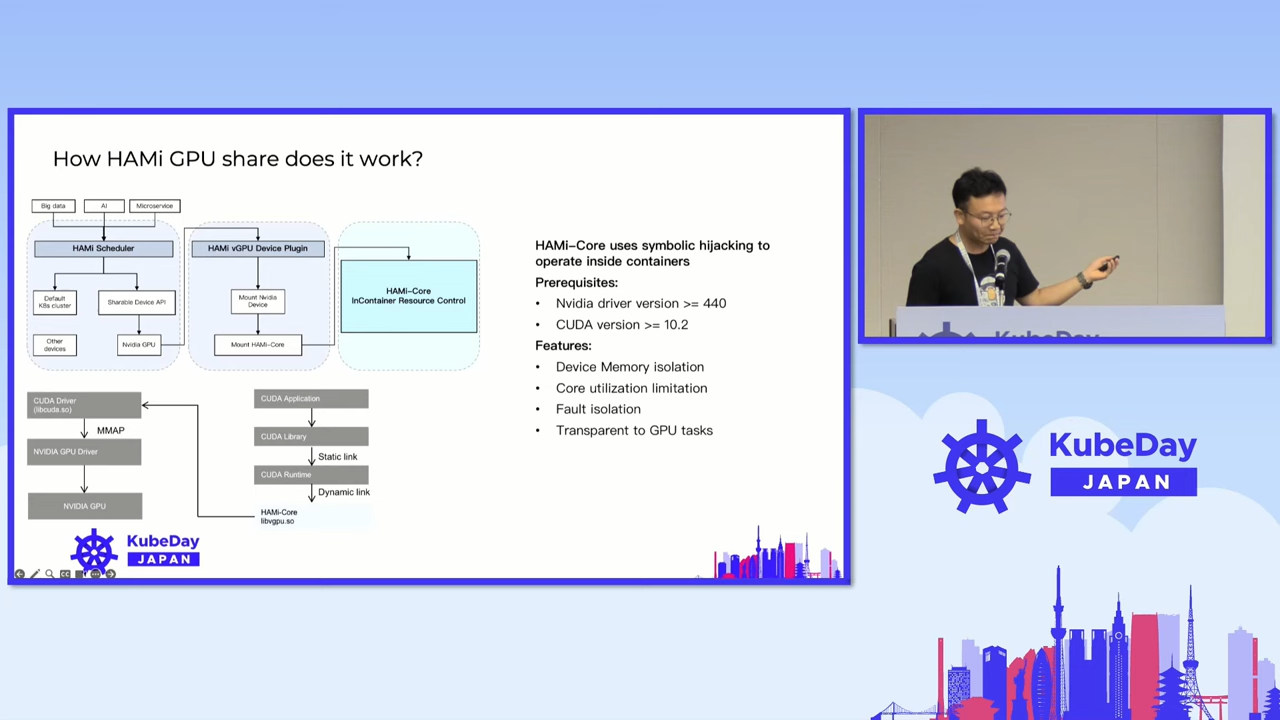 How HAMi GPU share does it work?
Big data
AI
Microservice
HAMi Scheduler
Default
K8s cluster
Sharable Device API
Other
devices
Nvidia GPU
HAMi vGPU Device Plugin
Mount Nvidia
Device
Mount HAMi-Core
HAMi-Core
InContainer Resource Control
CUDA Driver
(libcuda.so)
MMAP
NVIDIA GPU Driver
NVIDIA GPU
CUDA Application
CUDA Library
Static link
CUDA Runtime
Dynamic link
HAMi-Core
libvgpu.so
HAMi-Core uses symbolic hijacking to
operate inside containers
Prerequisites:
• Nvidia driver version >= 440
• CUDA version >= 10.2
Features:
• Device Memory isolation
• Core utilization limitation
• Fault isolation
• Transparent to GPU tasks
KubeDay
JAPAN
KubeDay
KubeDay
JAPAN